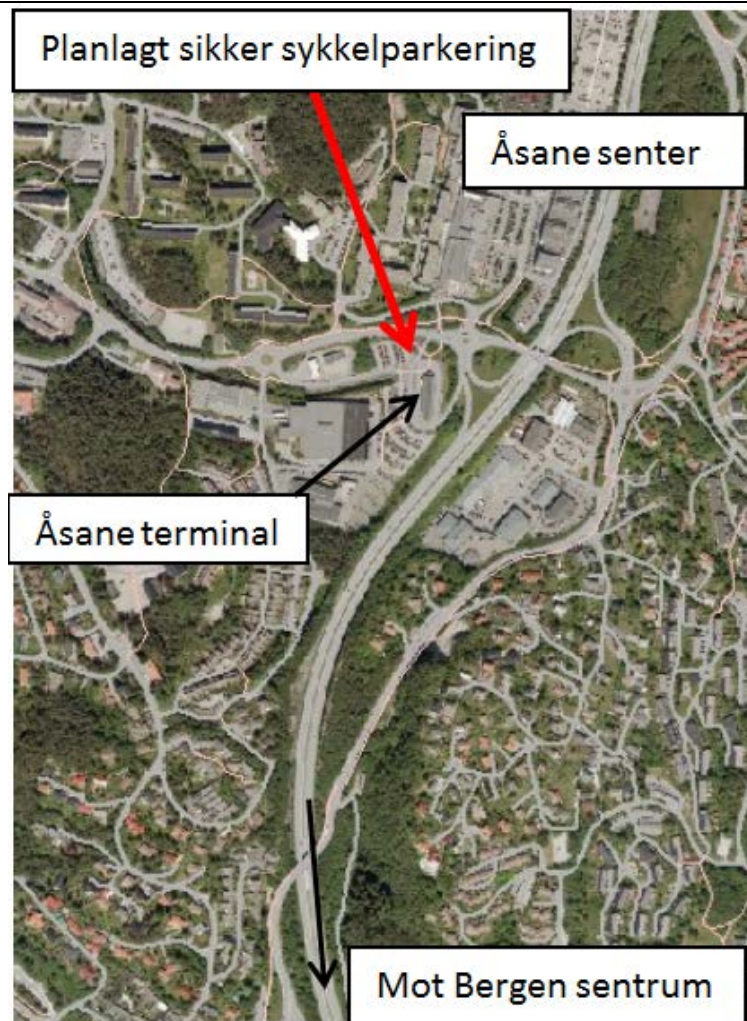 Planlagt sikker sykkelparkering
Åsane senter
Åsane terminal
Mot Bergen sentrum